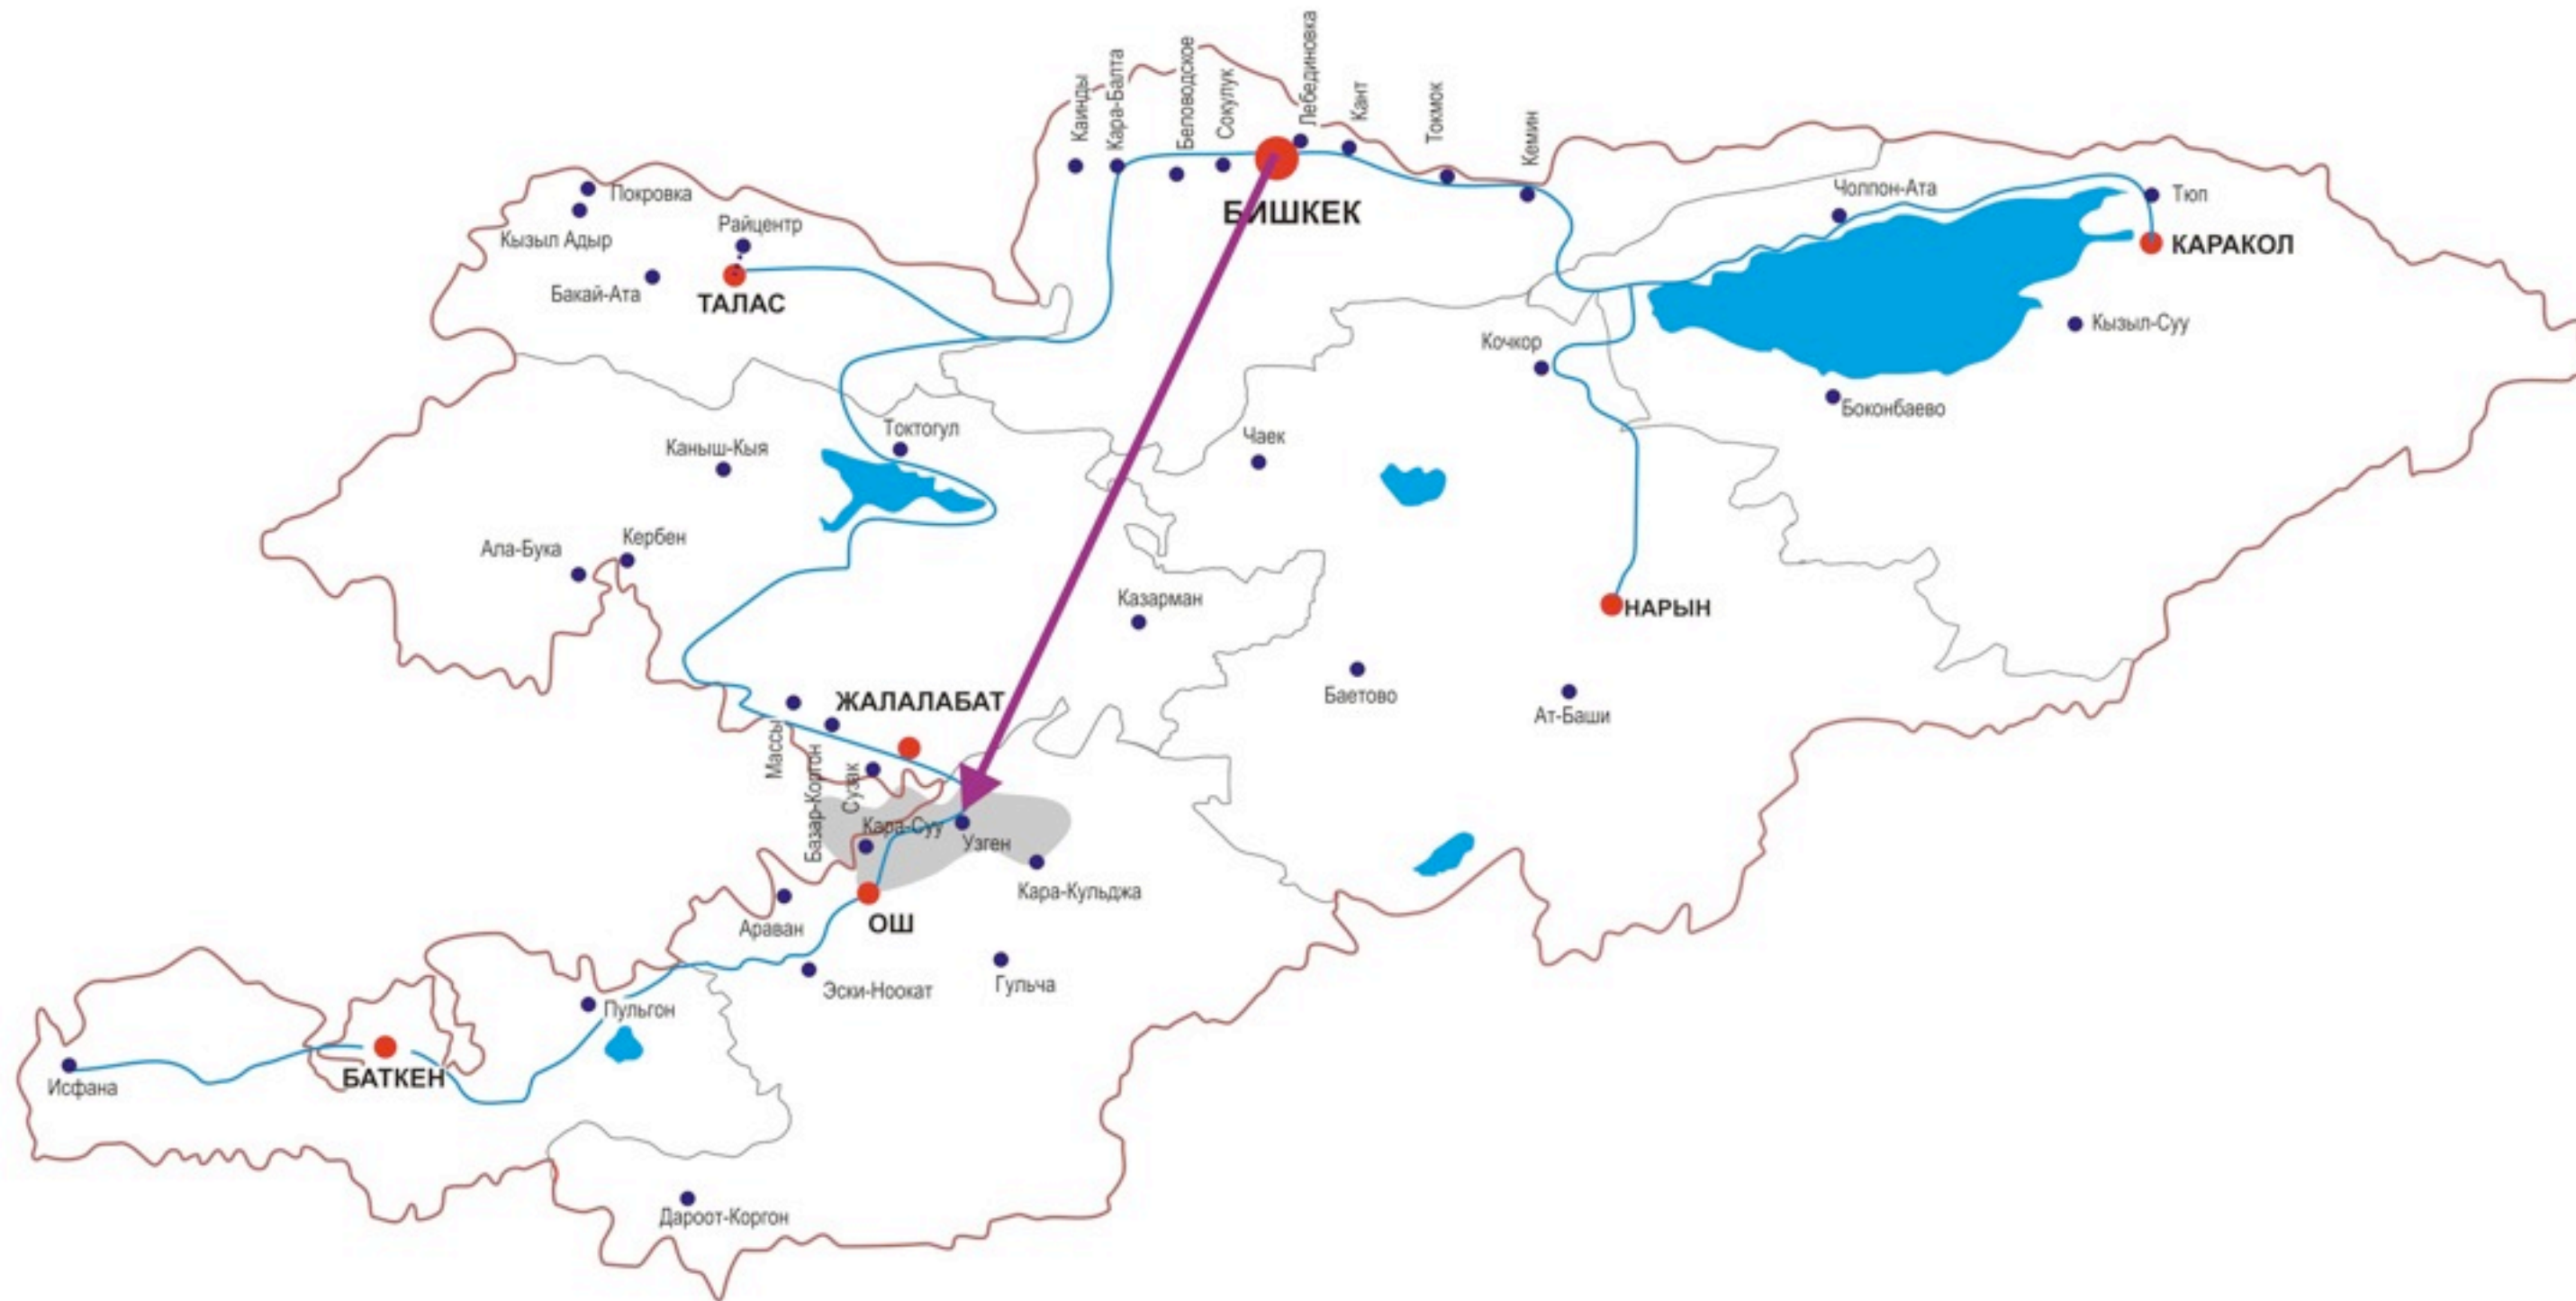 Каинды
Кара-Балта
Беловодское
Сокулук
Лебединовка
Кант
Токмок
Кемин
БИШКЕК
Покровка
Кызыл Адыр
Райцентр
Бакай-Ата
ТАЛАС
Чолпон-Ата
Тюп
КАРАКОЛ
Кызыл-Суу
Кочкор
Боконбаево
Токтогул
Каныш-Кыя
Чаек
Ала-Бука
Кербен
Казарман
НАРЫН
ЖАЛАЛАБАТ
Баетово
Ат-Баши
Массы
Базар-Коргон
Сузак
Кара-Суу
Узген
Кара-Кульджа
Араван
ОШ
Эски-Ноокат
Гульча
Пульгон
БАТКЕН
Исфана
Дароот-Коргон